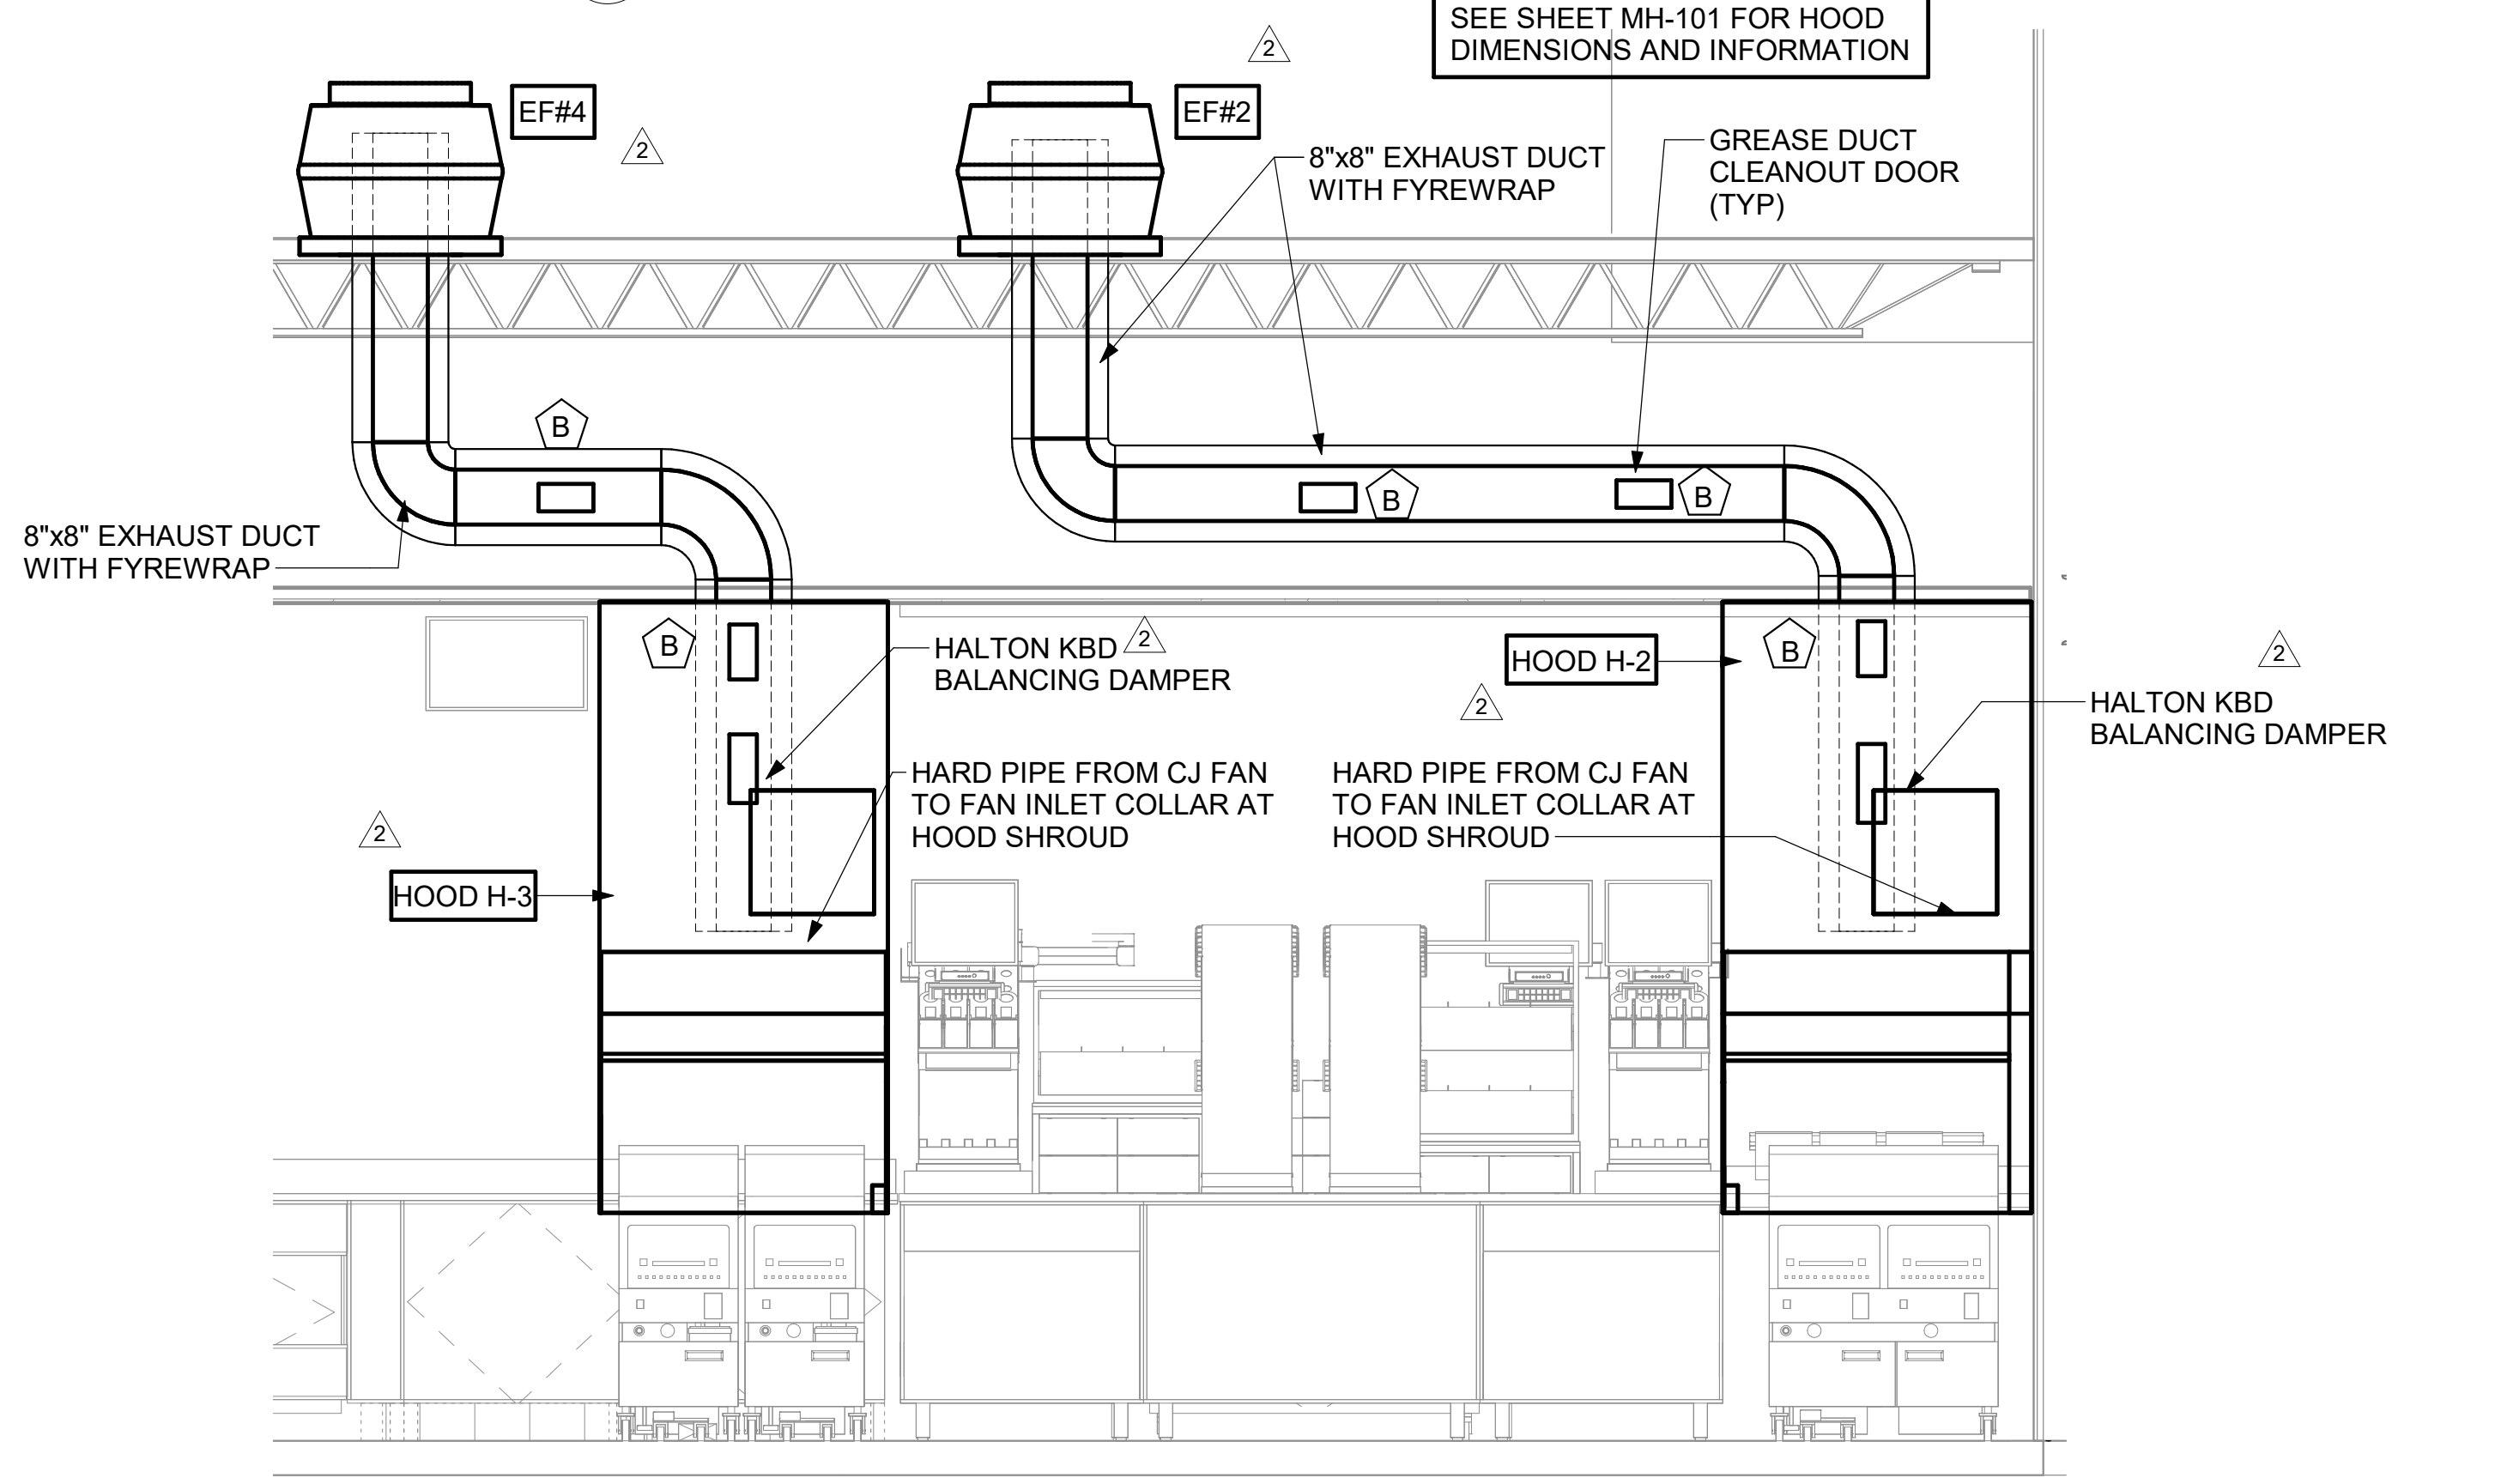 SEE SHEET MH-101 FOR HOOD
DIMENSIONS AND INFORMATION
2
EF#4
EF#2
2
8"x8" EXHAUST DUCT
WITH FYREWRAP
GREASE DUCT
CLEANOUT DOOR
(TYP)
B
B
B
8"x8" EXHAUST DUCT
WITH FYREWRAP
B
HALTON KBD
BALANCING DAMPER
2
HOOD H-2
B
2
2
HALTON KBD
BALANCING DAMPER
HARD PIPE FROM CJ FAN
TO FAN INLET COLLAR AT
HOOD SHROUD
HARD PIPE FROM CJ FAN
TO FAN INLET COLLAR AT
HOOD SHROUD
2
HOOD H-3